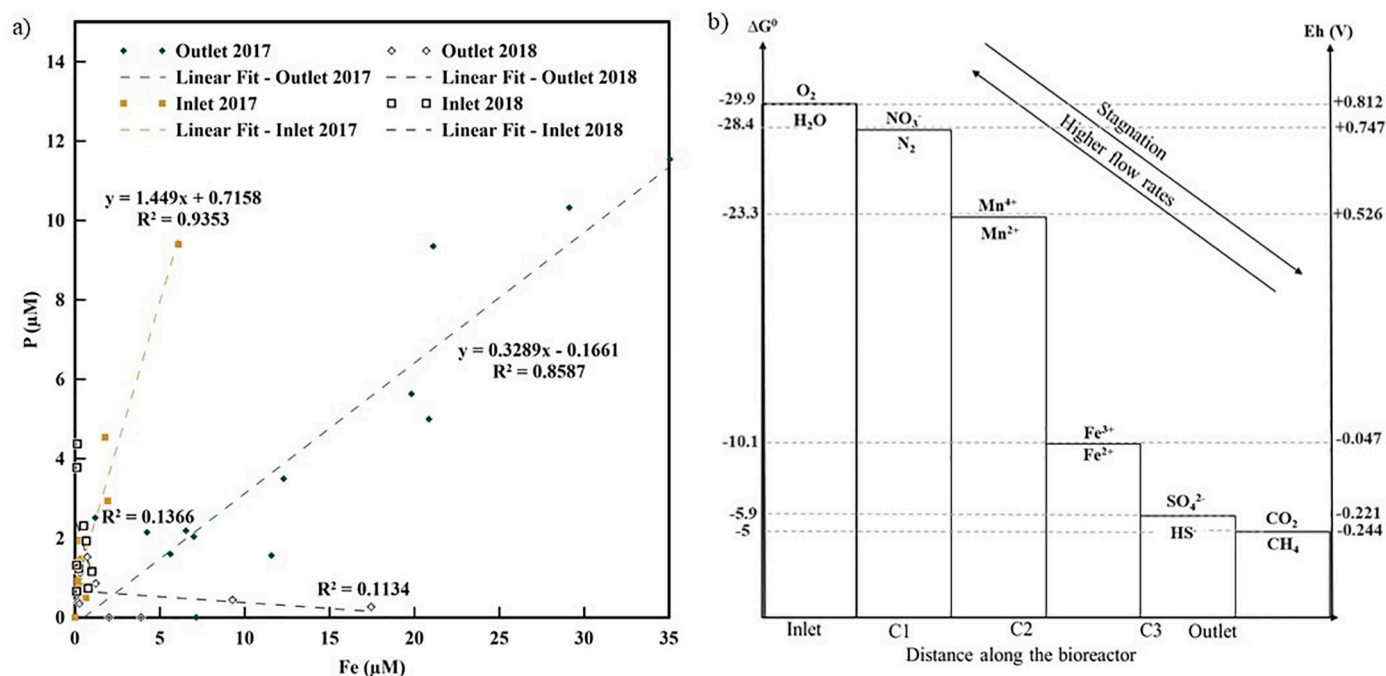 a)
14
12
10
8
6
4
2
0
0 5 10 15 20 25 30 35
P (µM)
Fe (µM)
Outlet 2017
Outlet 2018
Linear Fit - Outlet 2017
Linear Fit - Outlet 2018
Inlet 2017
Inlet 2018
Linear Fit - Inlet 2017
Linear Fit - Inlet 2018
y = 1.449x + 0.7158
R² = 0.9353
y = 0.3289x - 0.1661
R² = 0.8587
R² = 0.1366
R² = 0.1134
b)
ΔG⁰
Eh (V)
-29.9
-28.4
-23.3
-10.1
-5.9
-5
O₂
H₂O
NO₃⁻
N₂
Mn⁴⁺
Mn²⁺
Fe³⁺
Fe²⁺
SO₄²⁻
HS⁻
CO₂
CH₄
Stagnation
Higher flow rates
+0.812
+0.747
+0.526
-0.047
-0.221
-0.244
Inlet C1 C2 C3 Outlet
Distance along the bioreactor